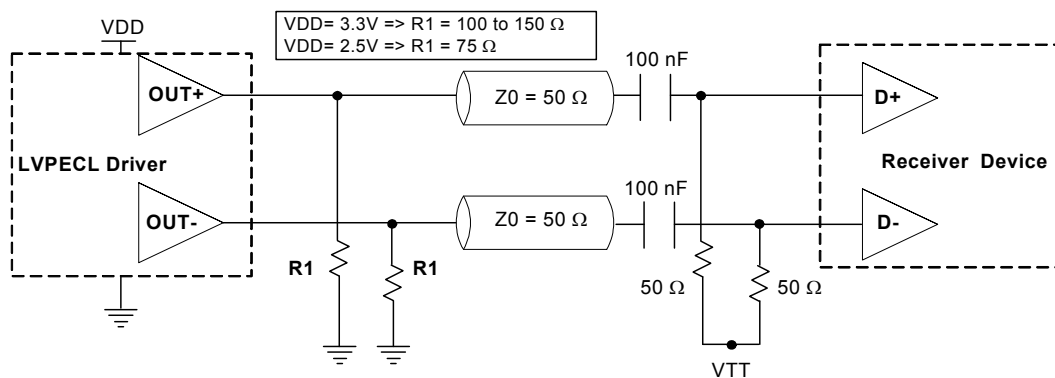 VDD= 3.3V => R1 = 100 to 150 Ω
VDD= 2.5V => R1 = 75 Ω
VDD
100 nF
OUT+
Z0 = 50 Ω
D+
LVPECL Driver
Receiver Device
100 nF
OUT-
Z0 = 50 Ω
D-
R1
R1
50 Ω
50 Ω
VTT